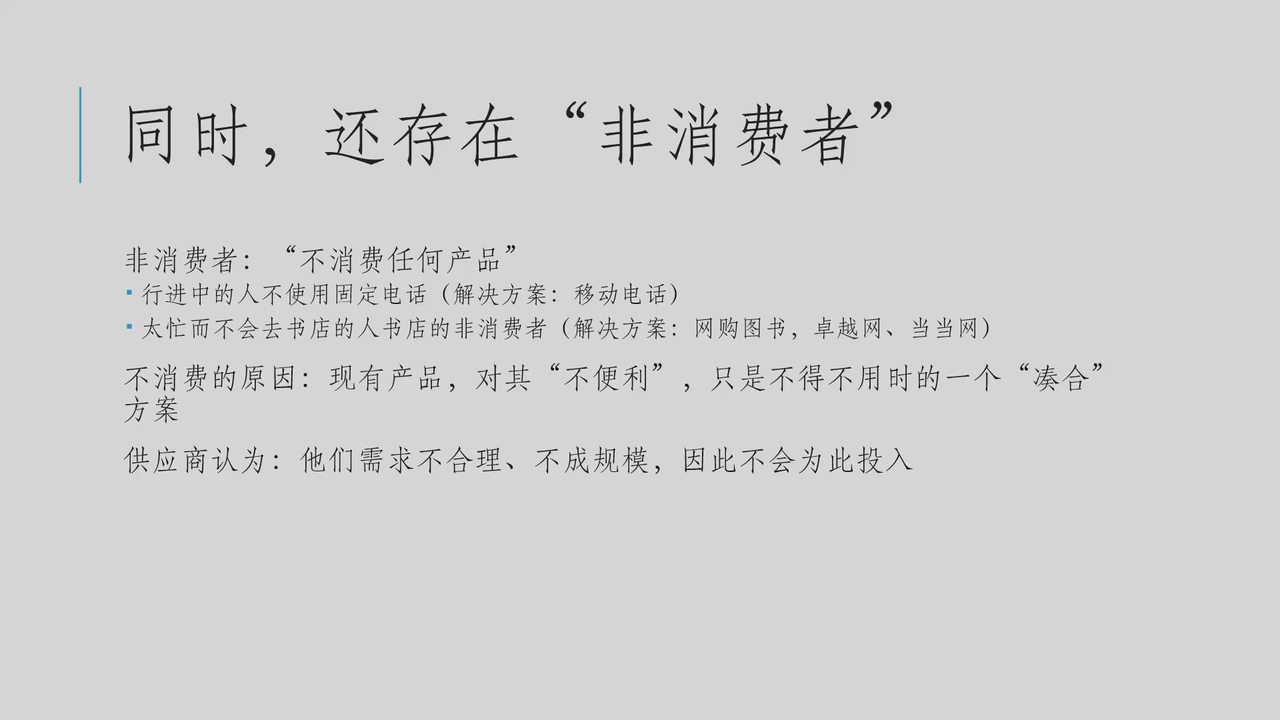 同时，还存在“非消费者”
非消费者：“不消费任何产品”
▪ 行进中的人不使用固定电话（解决方案：移动电话）
▪ 太忙而不会去书店的人书店的非消费者（解决方案：网购图书，卓越网、当当网）
不消费的原因：现有产品，对其“不便利”，只是不得不用时的一个“凑合”
方案
供应商认为：他们需求不合理、不成规模，因此不会为此投入